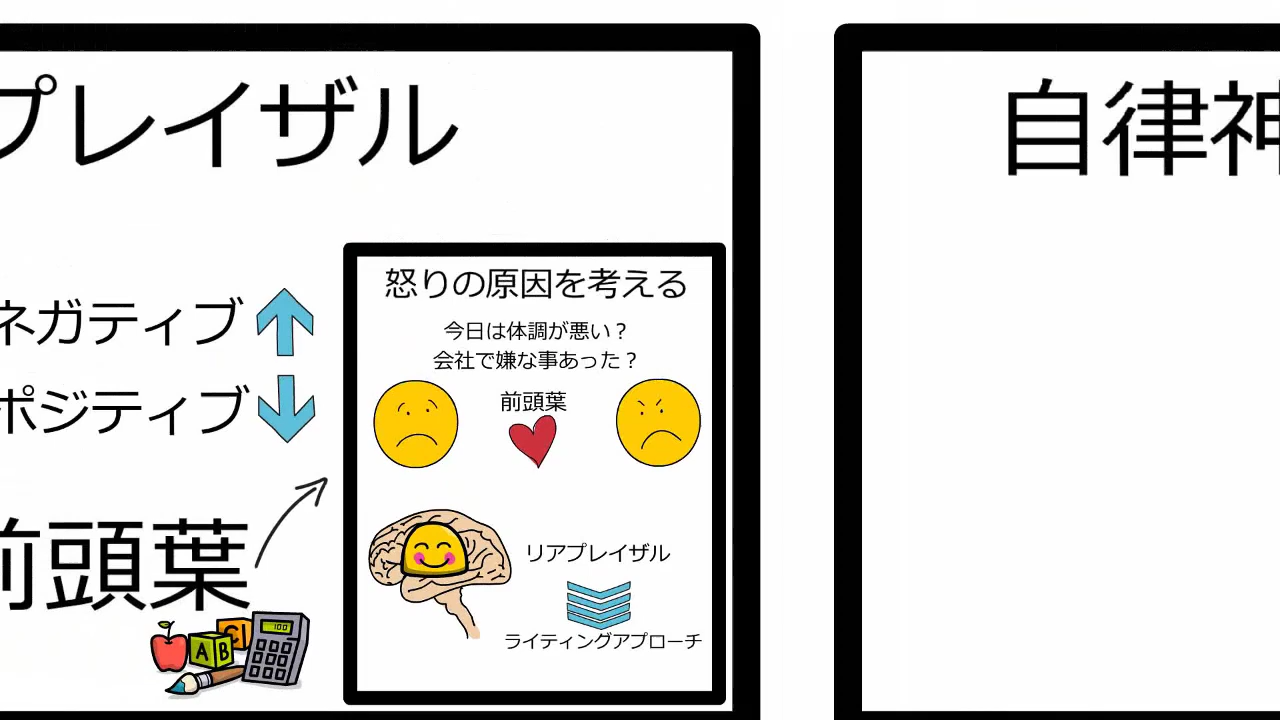 プレイザル
ネガティブ
ポジティブ
前頭葉
怒りの原因を考える
今日は体調が悪い？
会社で嫌な事あった？
前頭葉
リアプレイザル
ライティングアプローチ
A B C
100
自律神